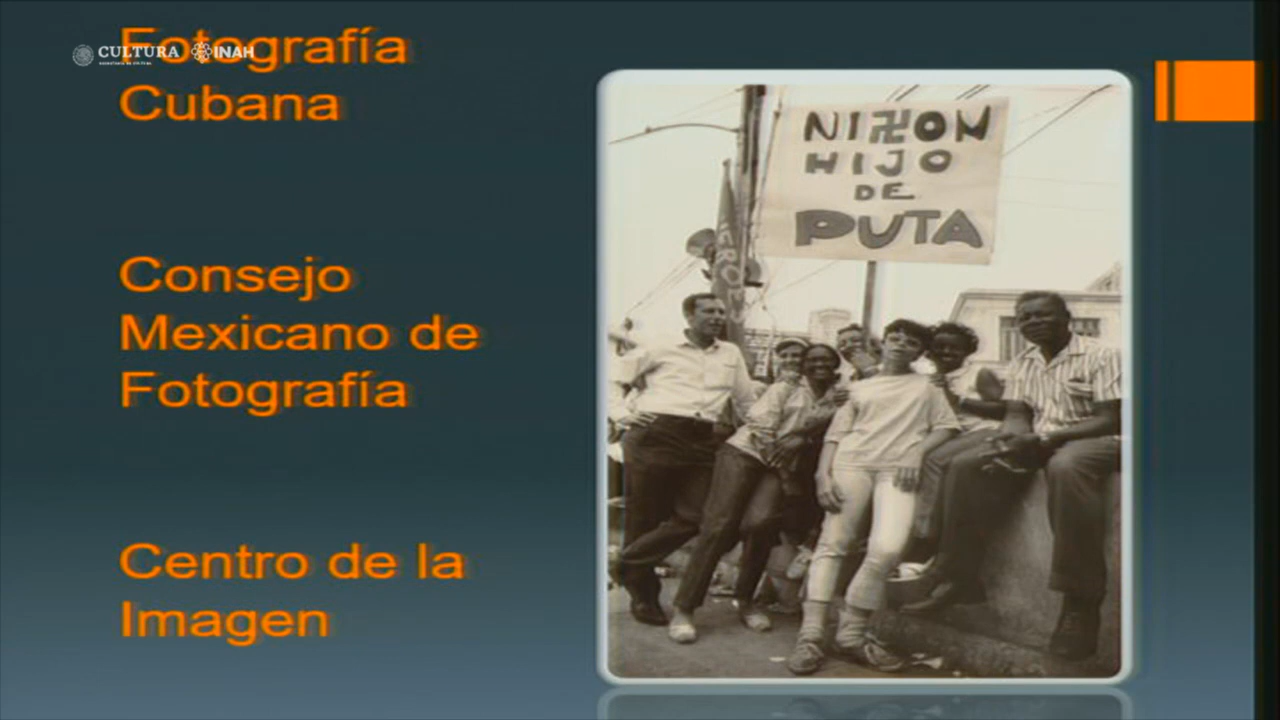 Fotografía
Cubana
CULTURA
INAH
Consejo
Mexicano de
Fotografía
Centro de la
Imagen
NI卐ON
HIJO
DE
PUTA